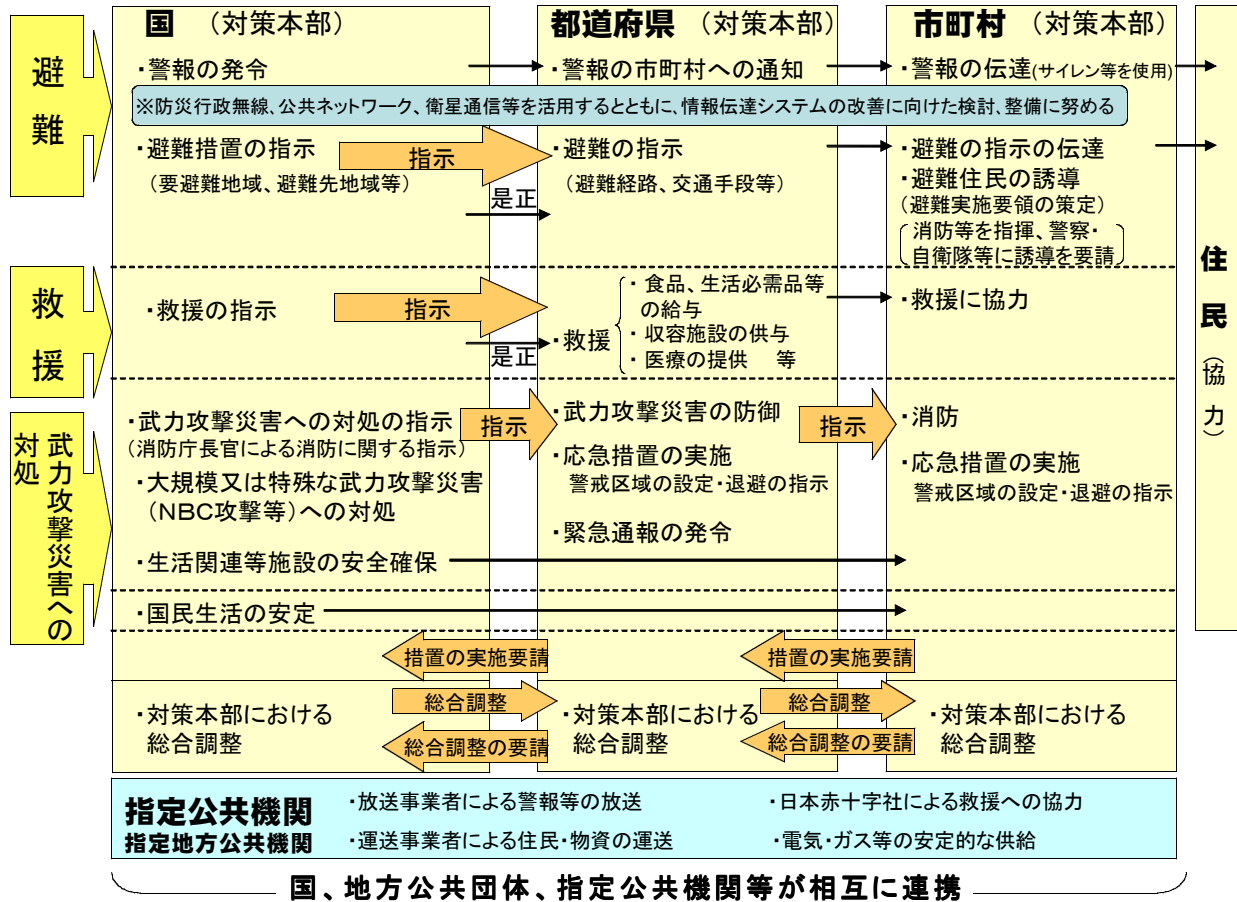 国（対策本部）
都道府県（対策本部）
市町村（対策本部）
避難
・警報の発令
・警報の市町村への通知
・警報の伝達(サイレン等を使用)
※防災行政無線、公共ネットワーク、衛星通信等を活用するとともに、情報伝達システムの改善に向けた検討、整備に努める
・避難措置の指示
（要避難地域、避難先地域等）
指示
是正
・避難の指示
（避難経路、交通手段等）
・避難の指示の伝達
・避難住民の誘導
（避難実施要領の策定）
消防等を指揮、警察・
自衛隊等に誘導を要請
住民（協力）
救援
・救援の指示
指示
是正
・救援
・食品、生活必需品等
の給与
・収容施設の供与
・医療の提供　等
・救援に協力
武力攻撃災害への
対処
・武力攻撃災害への対処の指示
（消防庁長官による消防に関する指示）
・大規模又は特殊な武力攻撃災害
（NBC攻撃等）への対処
・生活関連等施設の安全確保
指示
・武力攻撃災害の防御
・応急措置の実施
警戒区域の設定・退避の指示
・緊急通報の発令
指示
・消防
・応急措置の実施
警戒区域の設定・退避の指示
・国民生活の安定
措置の実施要請
措置の実施要請
・対策本部における
総合調整
総合調整
総合調整の要請
・対策本部における
総合調整
総合調整
総合調整の要請
・対策本部における
総合調整
指定公共機関
指定地方公共機関
・放送事業者による警報等の放送
・日本赤十字社による救援への協力
・運送事業者による住民・物資の運送
・電気・ガス等の安定的な供給
国、地方公共団体、指定公共機関等が相互に連携